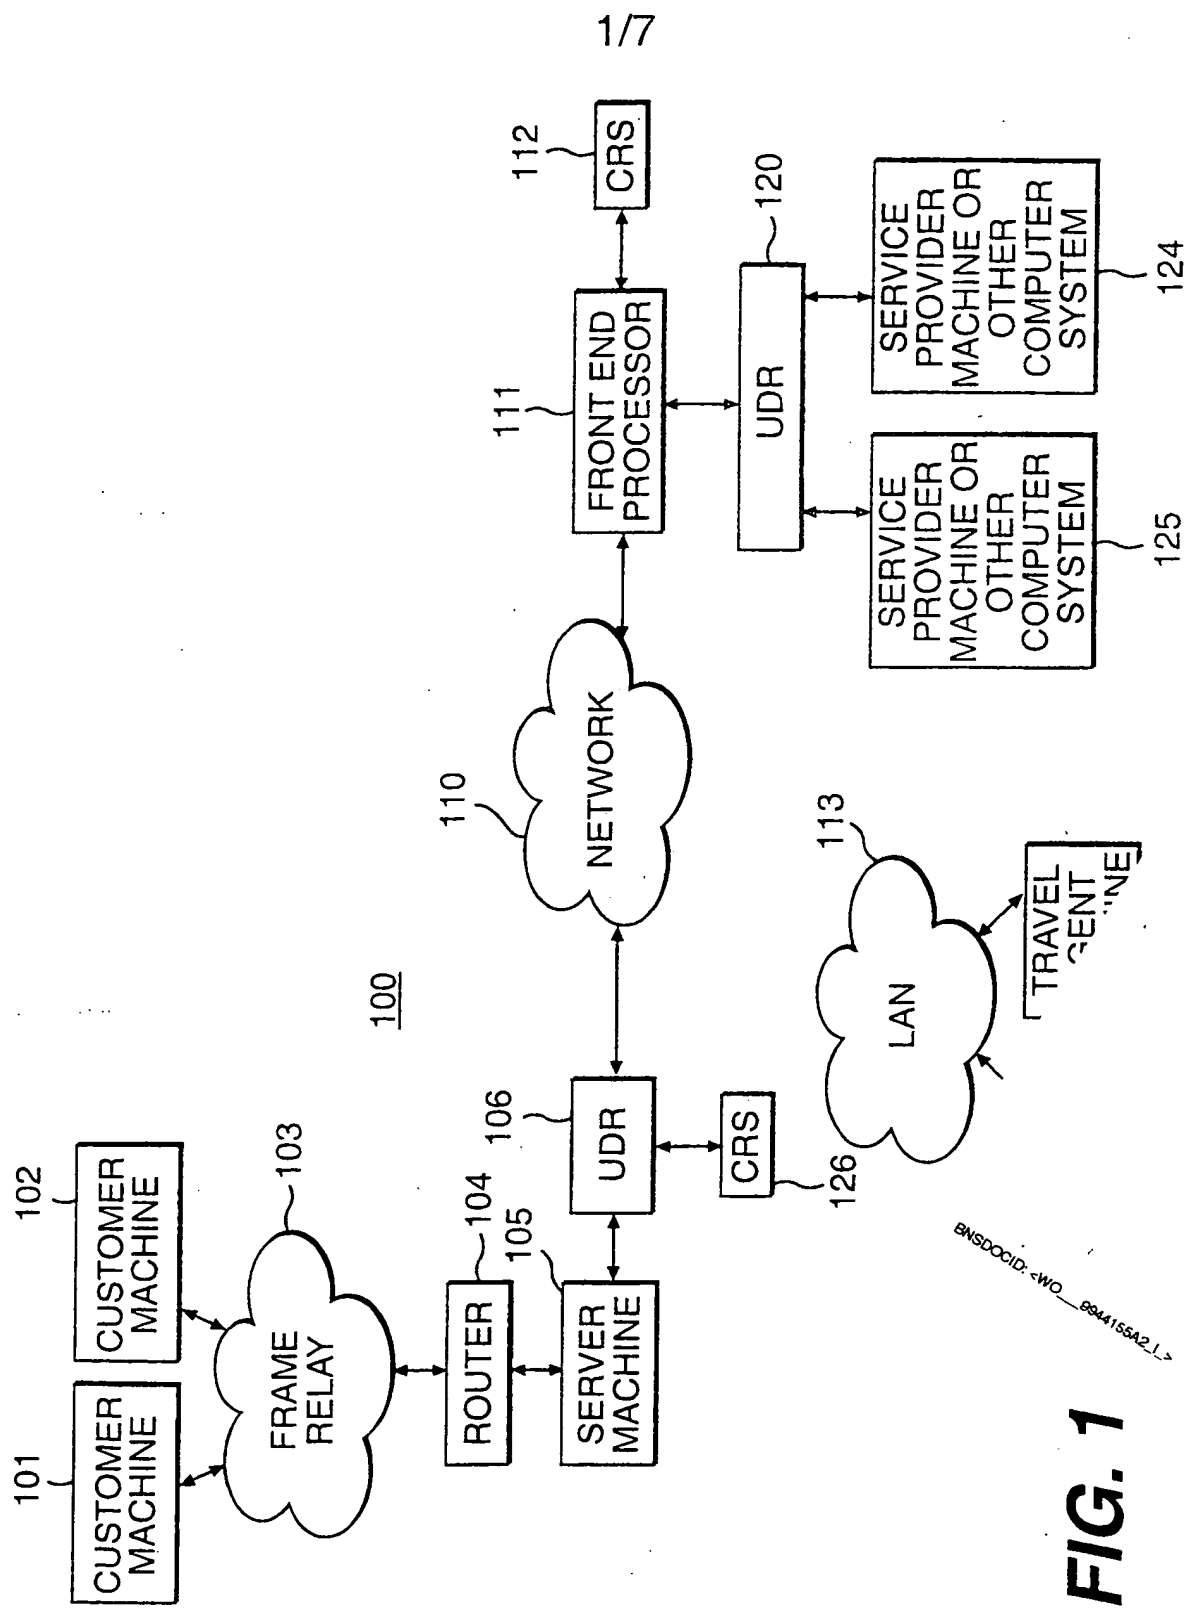 1/7
101
CUSTOMER
MACHINE
102
CUSTOMER
MACHINE
FRAME
RELAY
103
ROUTER
104
SERVER
MACHINE
105
100
UDR
106
CRS
126
110
NETWORK
111
FRONT END
PROCESSOR
112
CRS
UDR
120
SERVICE
PROVIDER
MACHINE OR
OTHER
COMPUTER
SYSTEM
125
SERVICE
PROVIDER
MACHINE OR
OTHER
COMPUTER
SYSTEM
124
LAN
113
TRAVEL
FIG. 1
BNSDOCID: <WO___9944155A2_I_>